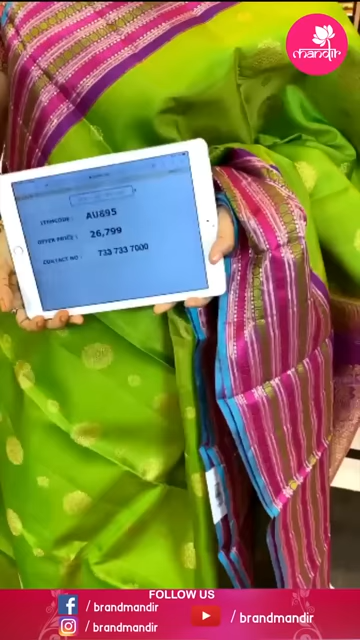 mandir
ITEMCODE : AU695
OFFER PRICE : 26,799
CONTACT NO : 733 733 7000
FOLLOW US
/ brandmandir
/ brandmandir
/ brandmandir